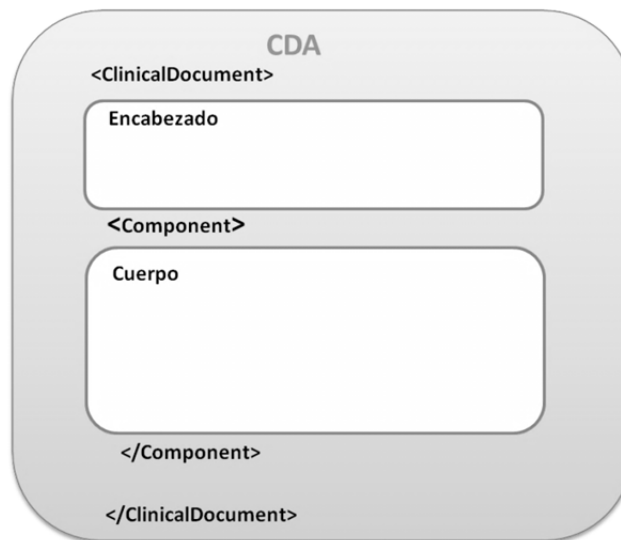 CDA
<ClinicalDocument>
Encabezado
<Component>
Cuerpo
</Component>
</ClinicalDocument>